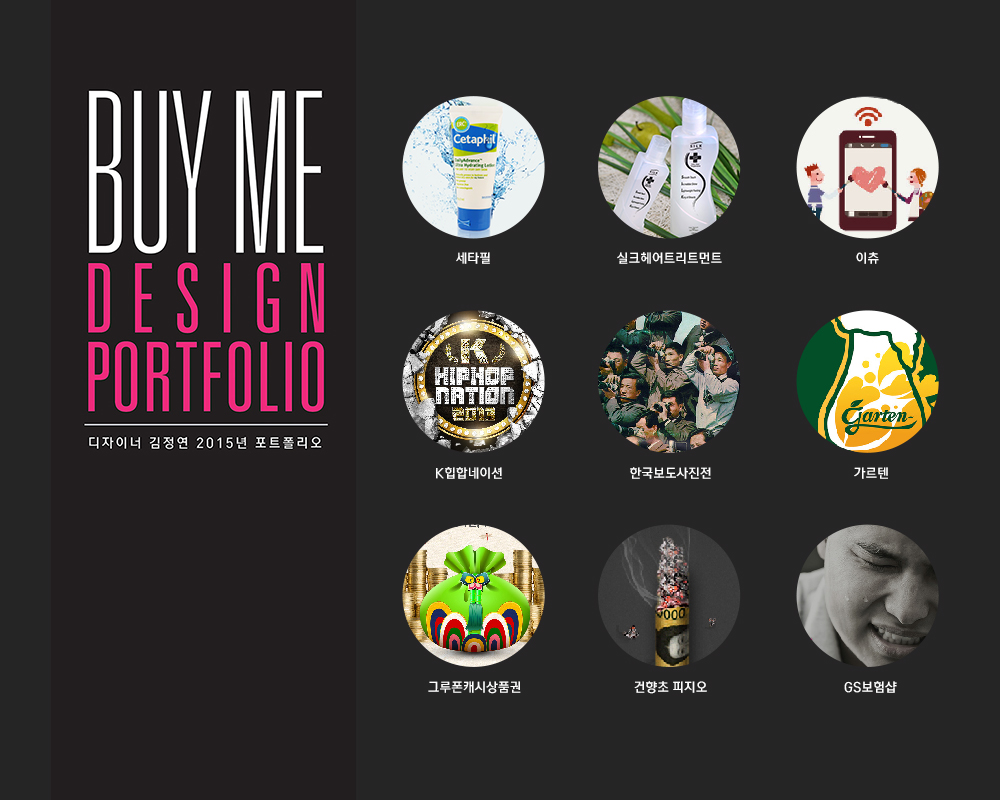 BUY ME
DESIGN
PORTFOLIO
디자이너 김정연 2015년 포트폴리오
Cetaphil
세타필
SILK
실크헤어트리트먼트
이츄
K
HIPHOP
NATION
2013
K힙합네이션
한국보도사진전
Garten
가르텐
그루폰캐시상품권
건향초 피지오
GS보험샵